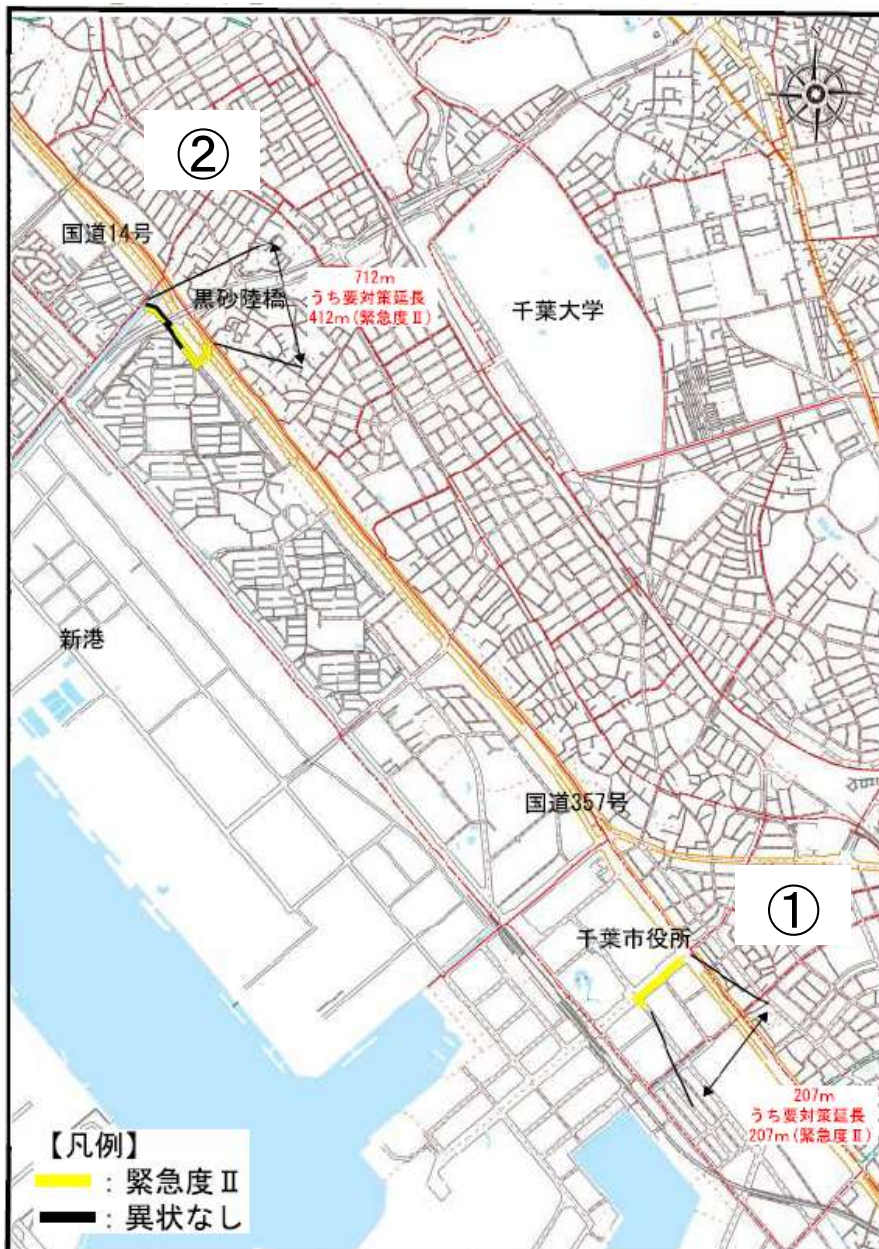 ②
国道14号
712m
うち要対策延長
412m(緊急度Ⅱ)
黒砂陸橋
千葉大学
新港
国道357号
①
千葉市役所
207m
うち要対策延長
207m(緊急度Ⅱ)
【凡例】
：緊急度Ⅱ
：異状なし